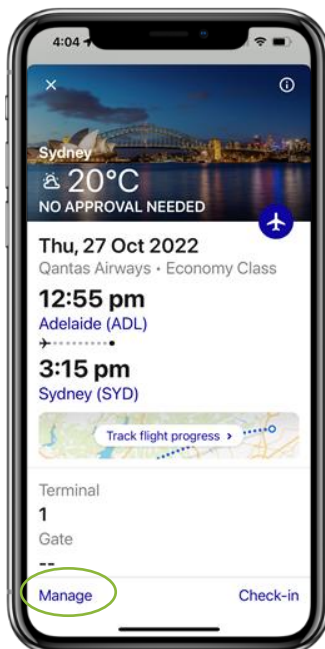 4:04
Sydney
20°C
NO APPROVAL NEEDED
Thu, 27 Oct 2022
Qantas Airways • Economy Class
12:55 pm
Adelaide (ADL)
3:15 pm
Sydney (SYD)
Track flight progress >
Terminal
1
Gate
--
Manage Check-in